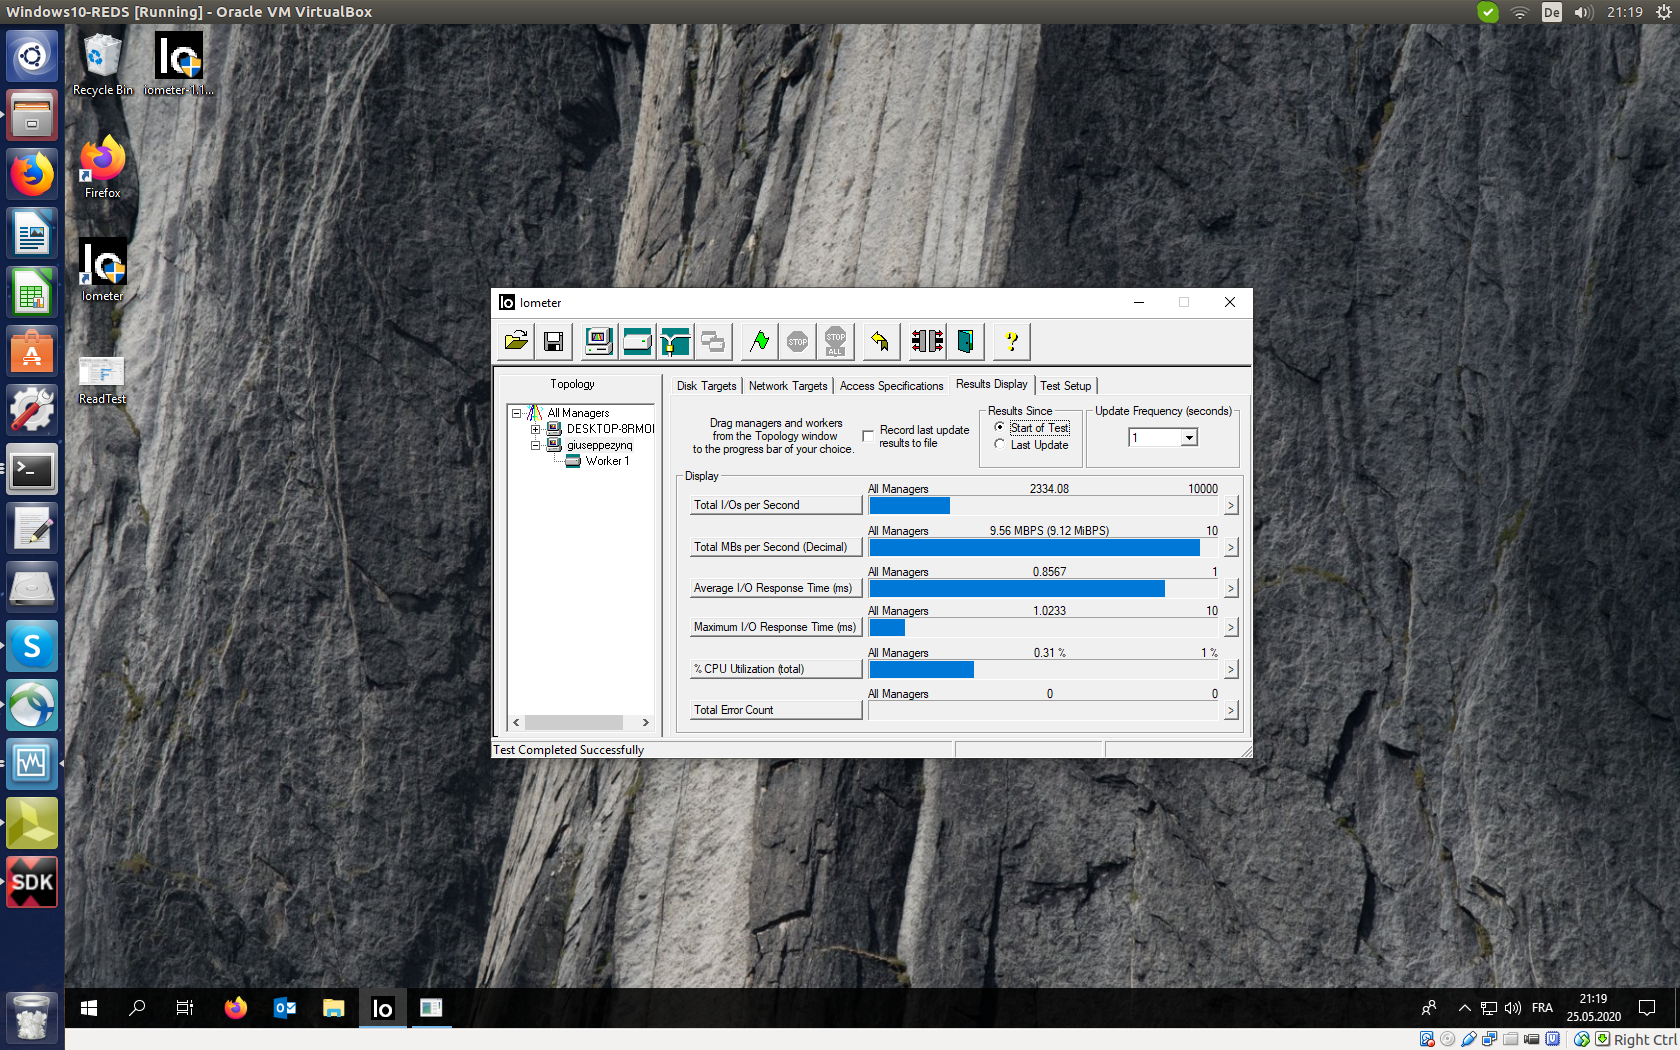 Windows10-REDS [Running] - Oracle VM VirtualBox
De
21:19
Recycle Bin
Io
iometer-1.1...
Firefox
Io
Iometer
ReadTest
SDK
Io Iometer
STOP
STOP ALL
?
Topology
All Managers
DESKTOP-8RMOI
giuseppezynq
Worker 1
Disk Targets
Network Targets
Access Specifications
Results Display
Test Setup
Drag managers and workers
from the Topology window
to the progress bar of your choice.
Record last update
results to file
Results Since
Start of Test
Last Update
Update Frequency (seconds)
1
Display
All Managers 2334.08 10000
Total I/Os per Second >
All Managers 9.56 MBPS (9.12 MiBPS) 10
Total MBs per Second (Decimal) >
All Managers 0.8567 1
Average I/O Response Time (ms) >
All Managers 1.0233 10
Maximum I/O Response Time (ms) >
All Managers 0.31 % 1 %
% CPU Utilization (total) >
All Managers 0 0
Total Error Count >
Test Completed Successfully
Io
FRA
21:19
25.05.2020
Right Ctrl